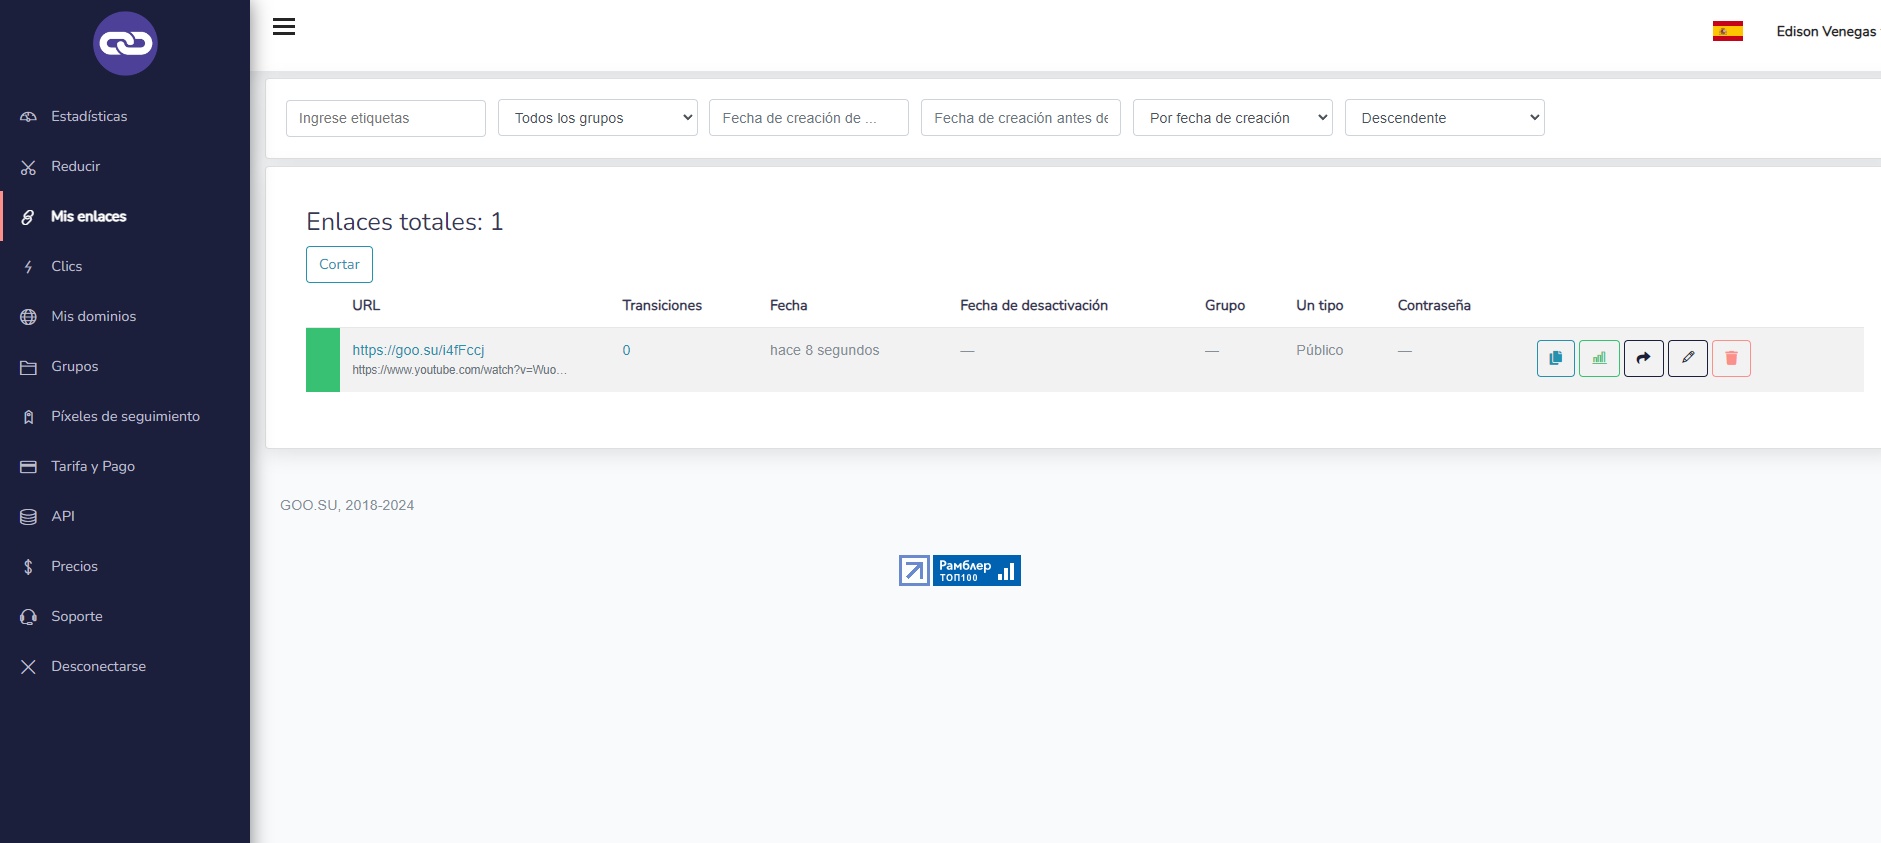 Edison Venegas
Estadísticas
Reducir
Mis enlaces
Clics
Mis dominios
Grupos
Píxeles de seguimiento
Tarifa y Pago
API
Precios
Soporte
Desconectarse
Ingrese etiquetas
Todos los grupos
Fecha de creación de ...
Fecha de creación antes de
Por fecha de creación
Descendente
Enlaces totales: 1
Cortar
URL Transiciones Fecha Fecha de desactivación Grupo Un tipo Contraseña
https://goo.su/i4fFccj 0 hace 8 segundos — — Público —
https://www.youtube.com/watch?v=Wuo...
GOO.SU, 2018-2024
Рамблер
ТОП100